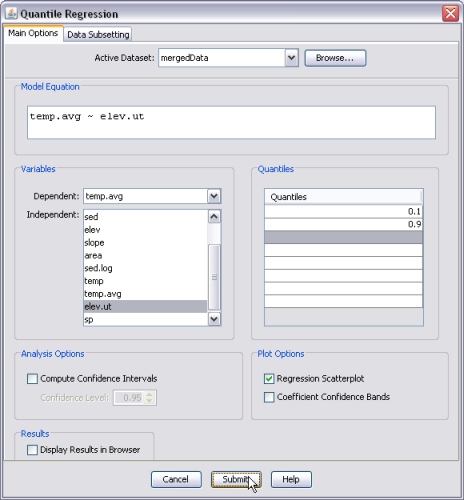 Quantile Regression
Main Options Data Subsetting
Active Dataset: mergedData Browse...
Model Equation
temp.avg ~ elev.ut
Variables
Dependent: temp.avg
Independent: sed
elev
slope
area
sed.log
temp
temp.avg
elev.ut
sp
Quantiles
Quantiles
0.1
0.9
Analysis Options
Compute Confidence Intervals
Confidence Level: 0.95
Plot Options
Regression Scatterplot
Coefficient Confidence Bands
Results
Display Results in Browser
Cancel Submit Help